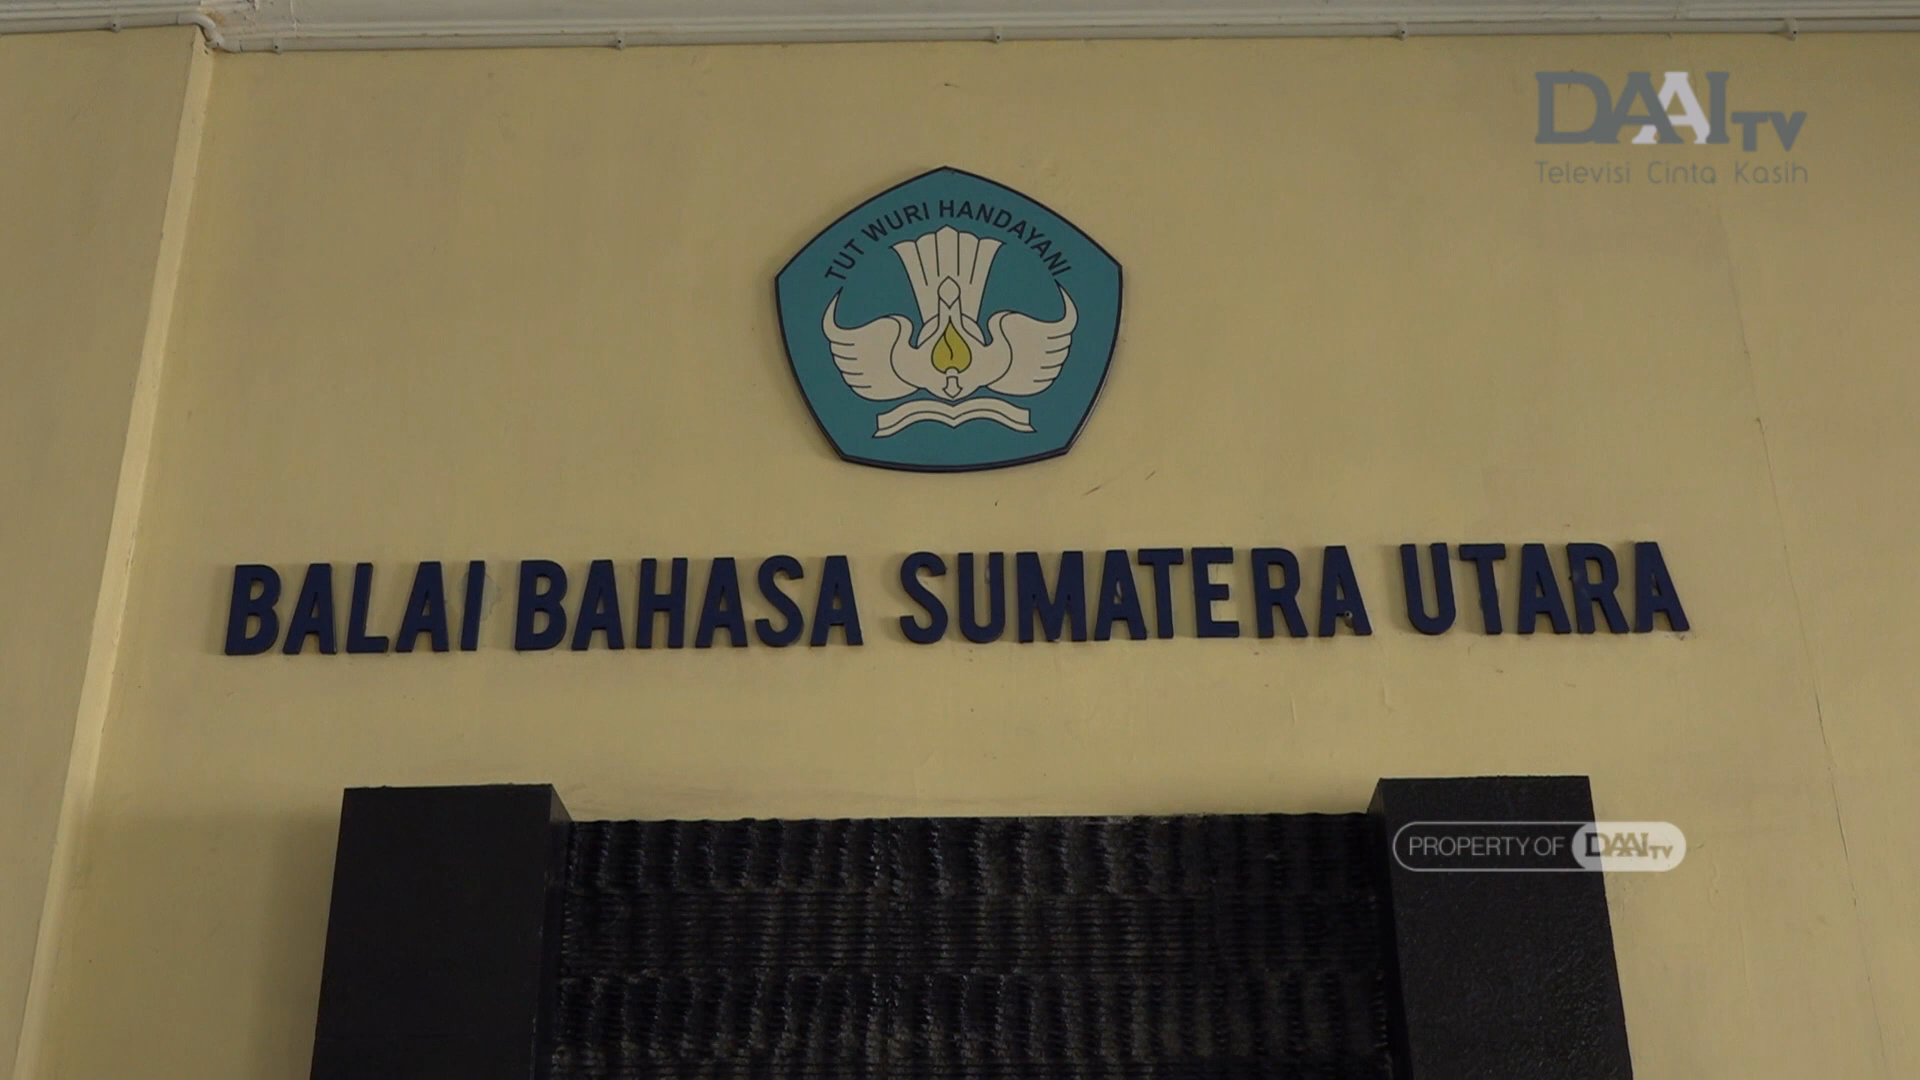 DAAI TV
Televisi Cinta Kasih
TUT WURI HANDAYANI
BALAI BAHASA SUMATERA UTARA
PROPERTY OF DAAI TV